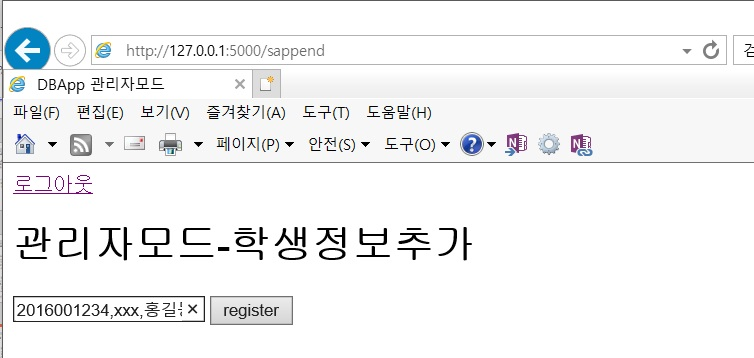 http://127.0.0.1:5000/sappend
DBApp 관리자모드
파일(F) 편집(E) 보기(V) 즐겨찾기(A) 도구(T) 도움말(H)
페이지(P) 안전(S) 도구(O)
로그아웃
관리자모드-학생정보추가
2016001234,xxx,홍길 register